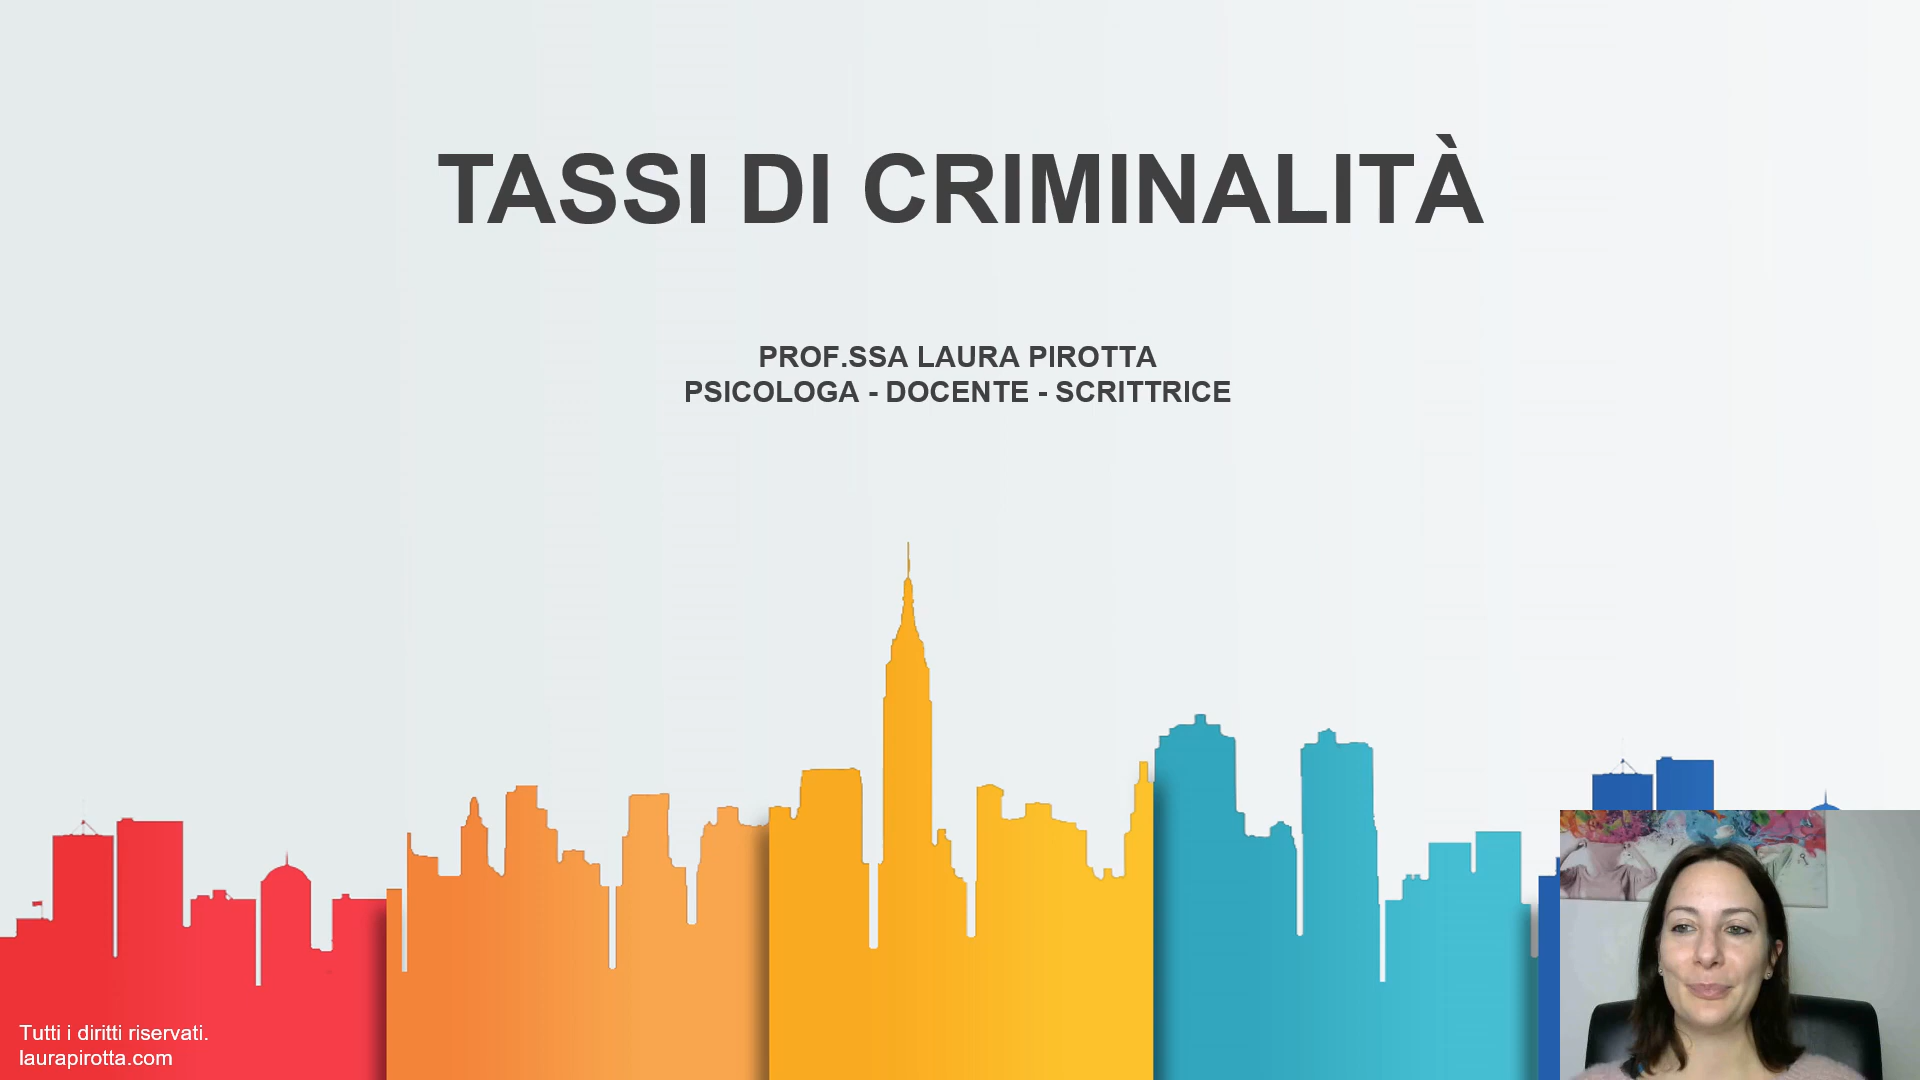 TASSI DI CRIMINALITÀ
PROF.SSA LAURA PIROTTA
PSICOLOGA - DOCENTE - SCRITTRICE
Tutti i diritti riservati.
laurapirotta.com